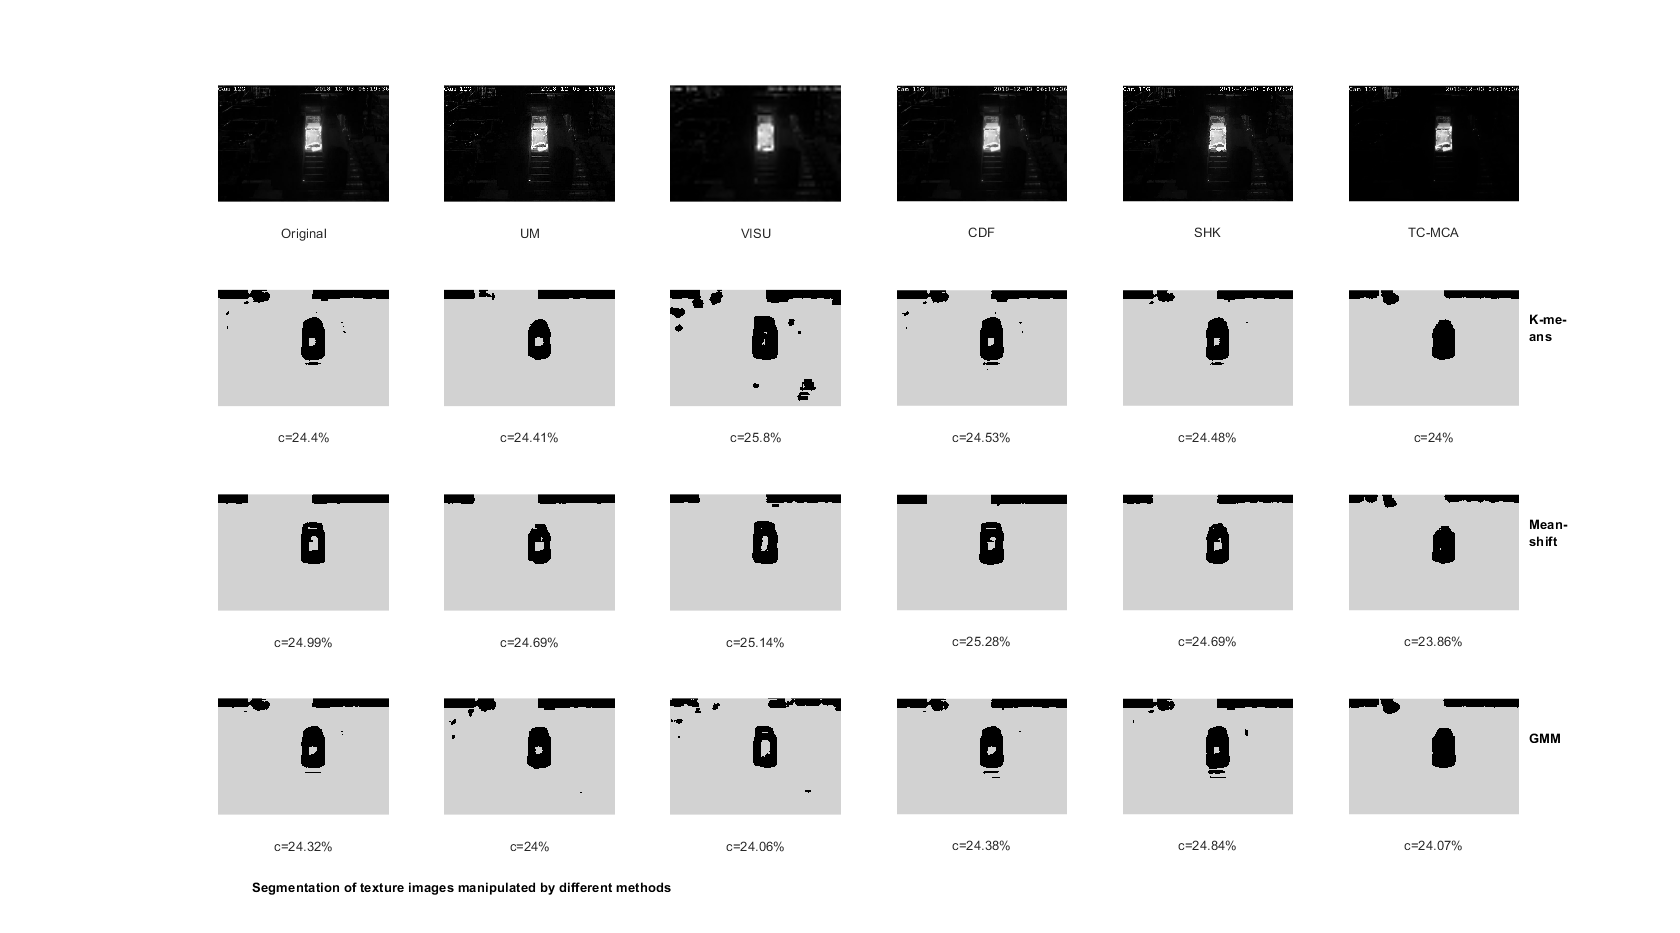 Original UM VISU CDF SHK TC-MCA
K-me-
ans
c=24.4% c=24.41% c=25.8% c=24.53% c=24.48% c=24%
Mean-
shift
c=24.99% c=24.69% c=25.14% c=25.28% c=24.69% c=23.86%
GMM
c=24.32% c=24% c=24.06% c=24.38% c=24.84% c=24.07%
Segmentation of texture images manipulated by different methods